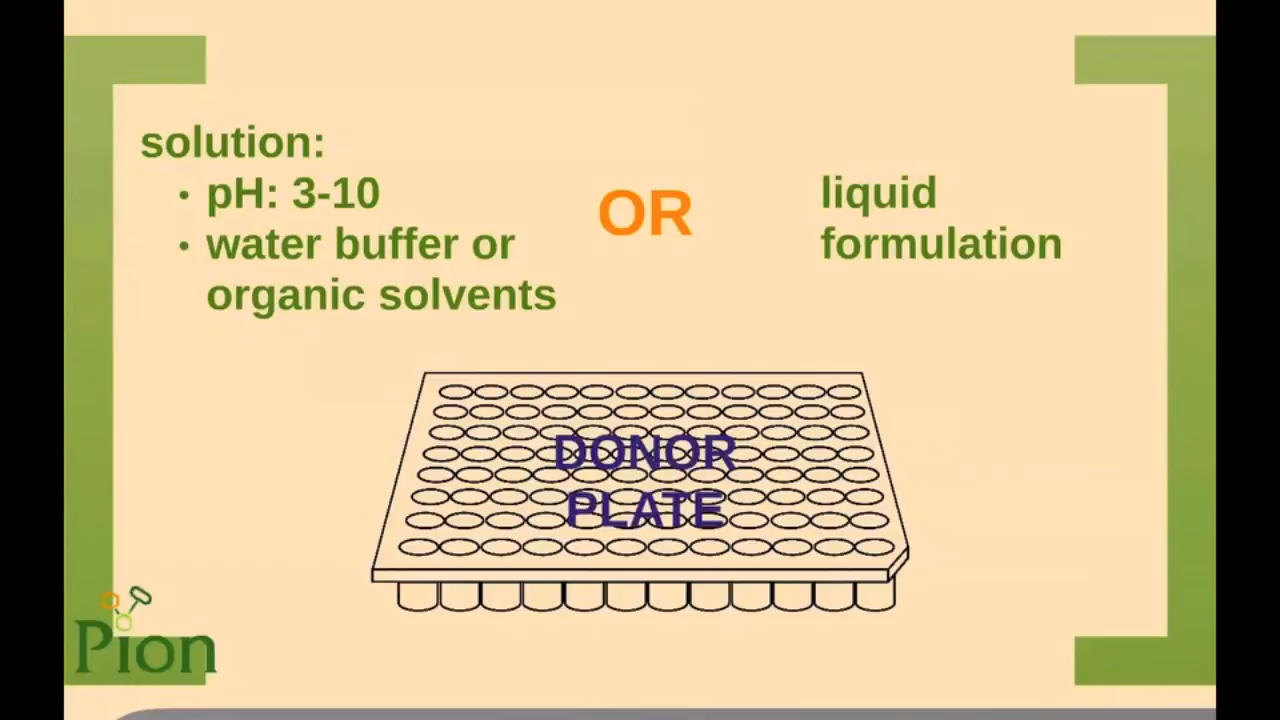 solution:
• pH: 3-10
• water buffer or
organic solvents
OR
liquid
formulation
DONOR
PLATE
Pion